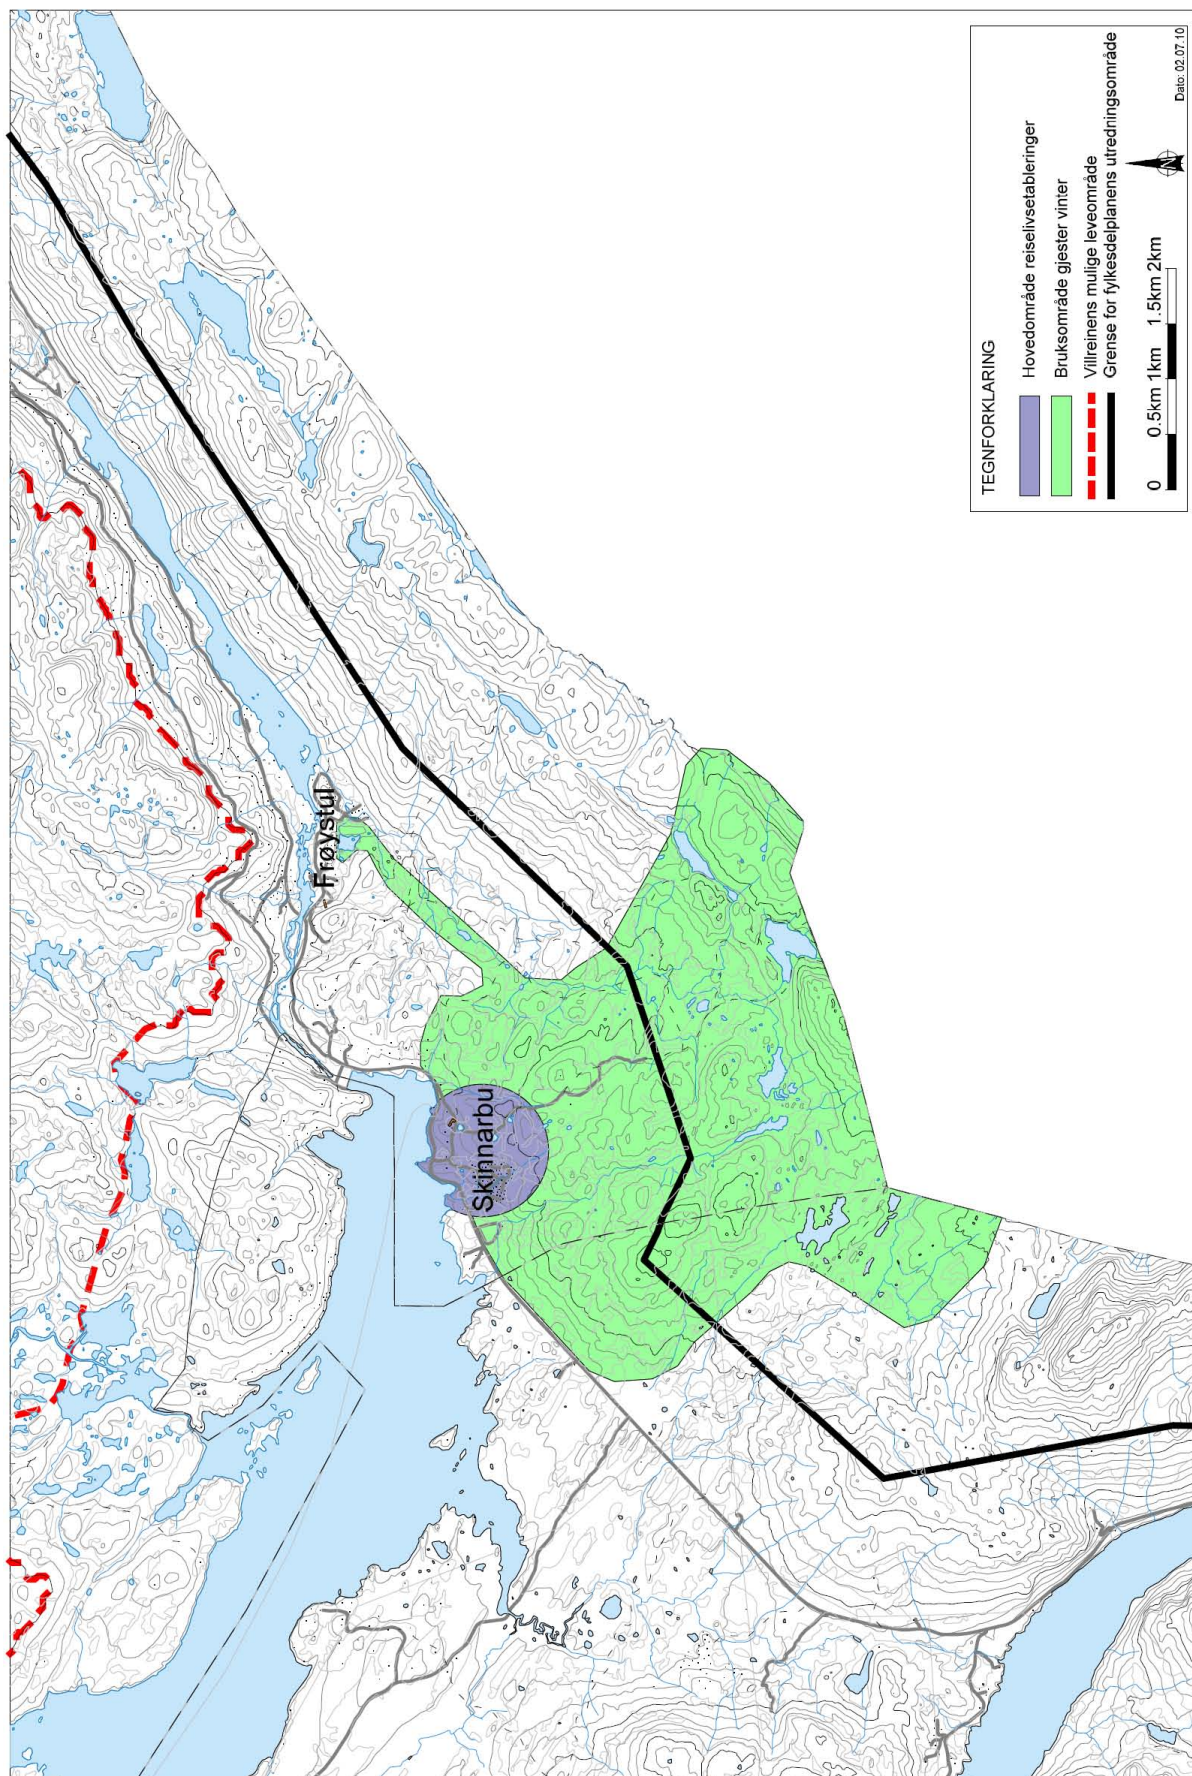 Frøystul
Skinnarbu
TEGNFORKLARING
Hovedområde reiselivsetableringer
Bruksområde gjester vinter
Villreinens mulige leveområde
Grense for fylkesdelplanens utredningsområde
0 0.5km 1km 1.5km 2km
N
Dato: 02.07.10